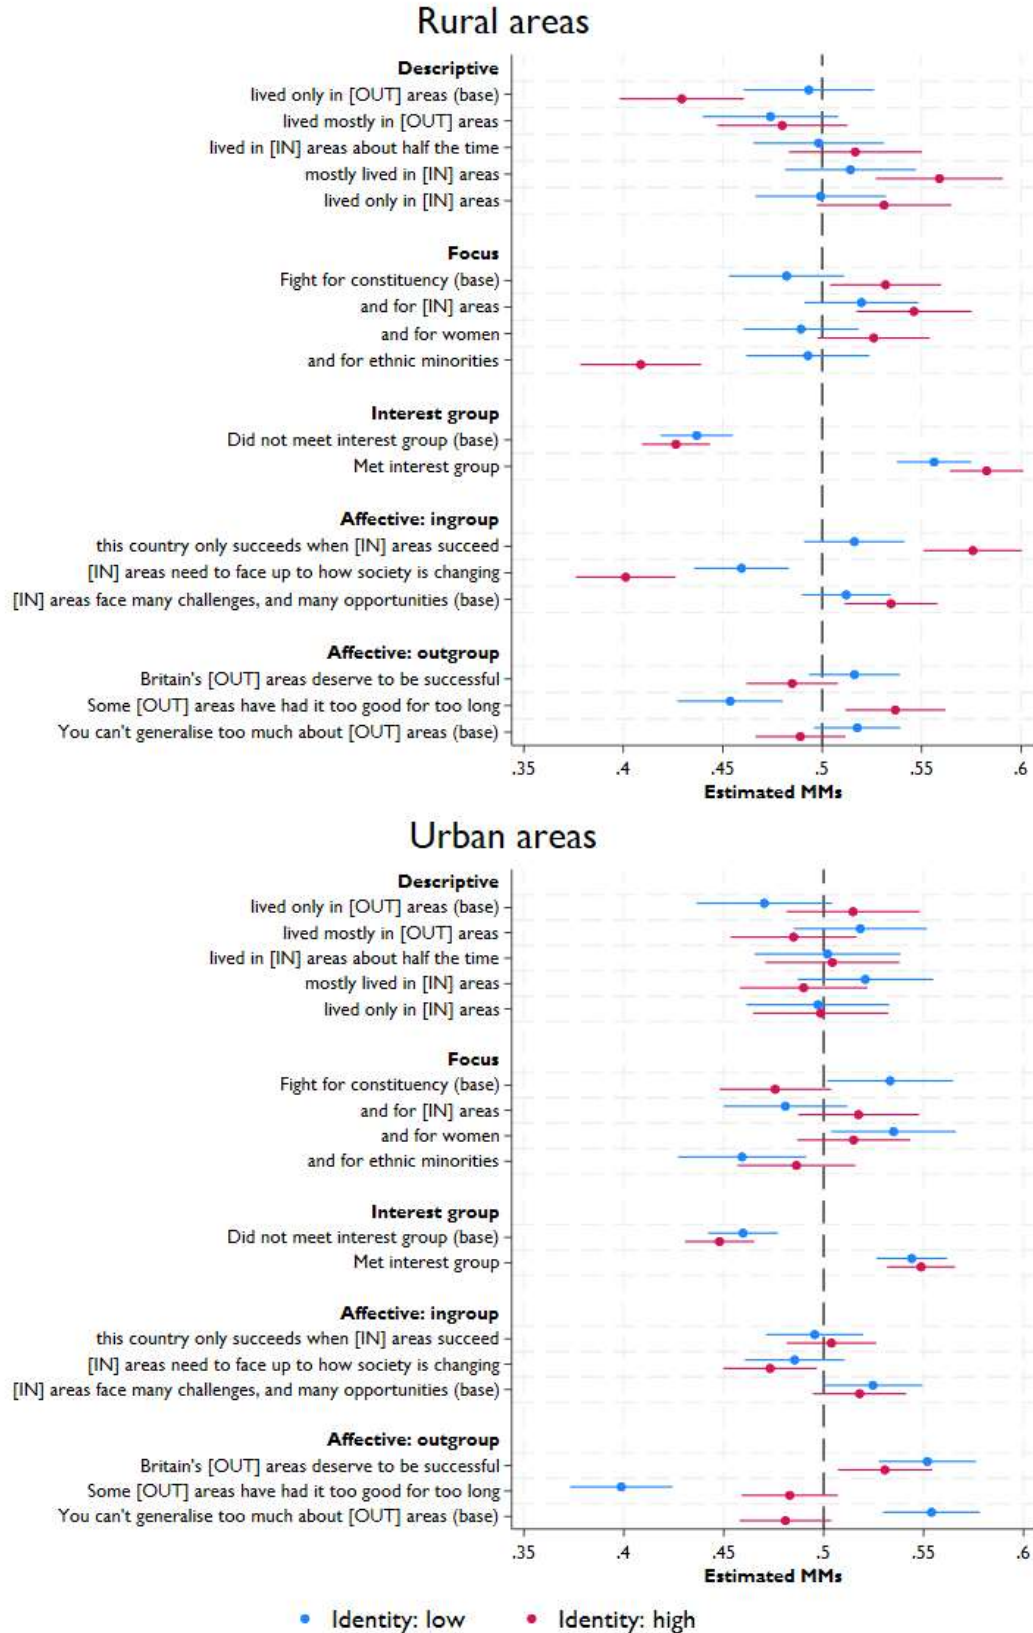 Rural areas
Descriptive
lived only in [OUT] areas (base)
lived mostly in [OUT] areas
lived in [IN] areas about half the time
mostly lived in [IN] areas
lived only in [IN] areas
Focus
Fight for constituency (base)
and for [IN] areas
and for women
and for ethnic minorities
Interest group
Did not meet interest group (base)
Met interest group
Affective: ingroup
this country only succeeds when [IN] areas succeed
[IN] areas need to face up to how society is changing
[IN] areas face many challenges, and many opportunities (base)
Affective: outgroup
Britain's [OUT] areas deserve to be successful
Some [OUT] areas have had it too good for too long
You can't generalise too much about [OUT] areas (base)
.35 .4 .45 .5 .55 .6
Estimated MMs
Urban areas
Descriptive
lived only in [OUT] areas (base)
lived mostly in [OUT] areas
lived in [IN] areas about half the time
mostly lived in [IN] areas
lived only in [IN] areas
Focus
Fight for constituency (base)
and for [IN] areas
and for women
and for ethnic minorities
Interest group
Did not meet interest group (base)
Met interest group
Affective: ingroup
this country only succeeds when [IN] areas succeed
[IN] areas need to face up to how society is changing
[IN] areas face many challenges, and many opportunities (base)
Affective: outgroup
Britain's [OUT] areas deserve to be successful
Some [OUT] areas have had it too good for too long
You can't generalise too much about [OUT] areas (base)
.35 .4 .45 .5 .55 .6
Estimated MMs
Identity: low Identity: high